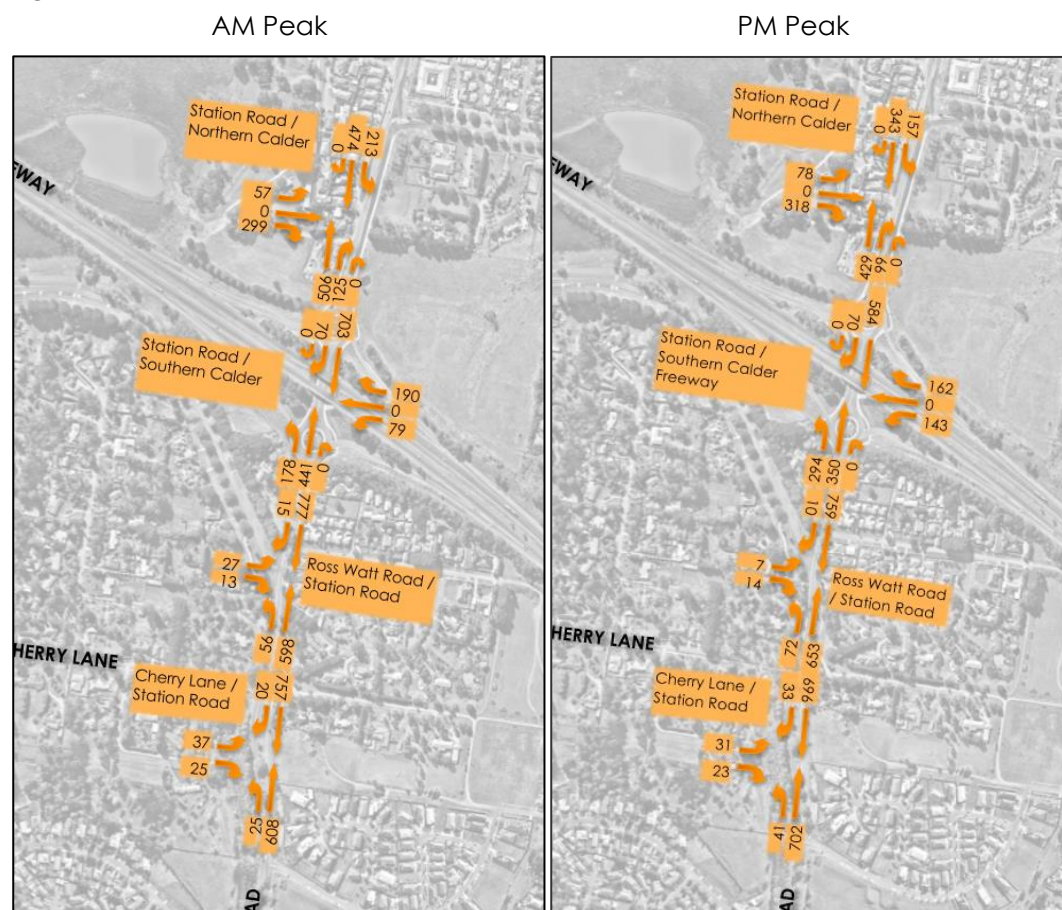 AM Peak
PM Peak
Station Road /
Northern Calder
0
474
213
57
0
299
506
125
0
EWAY
0
70
703
Station Road /
Southern Calder
190
0
79
178
441
0
15
777
27
13
Ross Watt Road /
Station Road
56
598
HERRY LANE
Cherry Lane /
Station Road
20
757
37
25
25
608
AD
Station Road /
Northern Calder
0
343
157
78
0
318
429
99
0
EWAY
0
70
584
Station Road /
Southern Calder
Freeway
162
0
143
294
350
0
10
759
7
14
Ross Watt Road
/ Station Road
72
653
HERRY LANE
Cherry Lane /
Station Road
33
696
31
23
41
702
AD